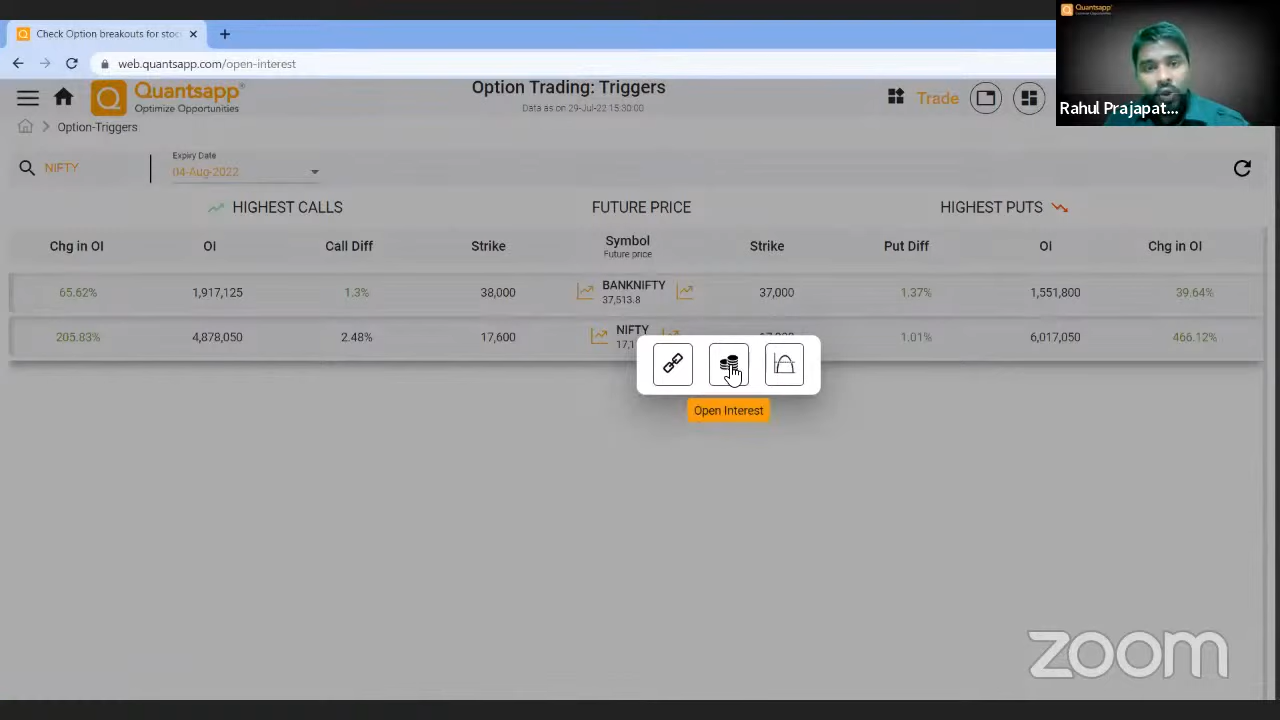 Check Option breakouts for stoc
web.quantsapp.com/open-interest
Quantsapp
Optimize Opportunities
Option Trading: Triggers
Data as on 29-Jul-22 15:30:00
Trade
Quantsapp
Rahul Prajapat...
Option-Triggers
NIFTY
Expiry Date
04-Aug-2022
HIGHEST CALLS
FUTURE PRICE
HIGHEST PUTS
Chg in OI
OI
Call Diff
Strike
Symbol
Future price
Strike
Put Diff
OI
Chg in OI
65.62%
1,917,125
1.3%
38,000
BANKNIFTY
37,513.8
37,000
1.37%
1,551,800
39.64%
205.83%
4,878,050
2.48%
17,600
NIFTY
17,1
1.01%
6,017,050
466.12%
Open Interest
zoom